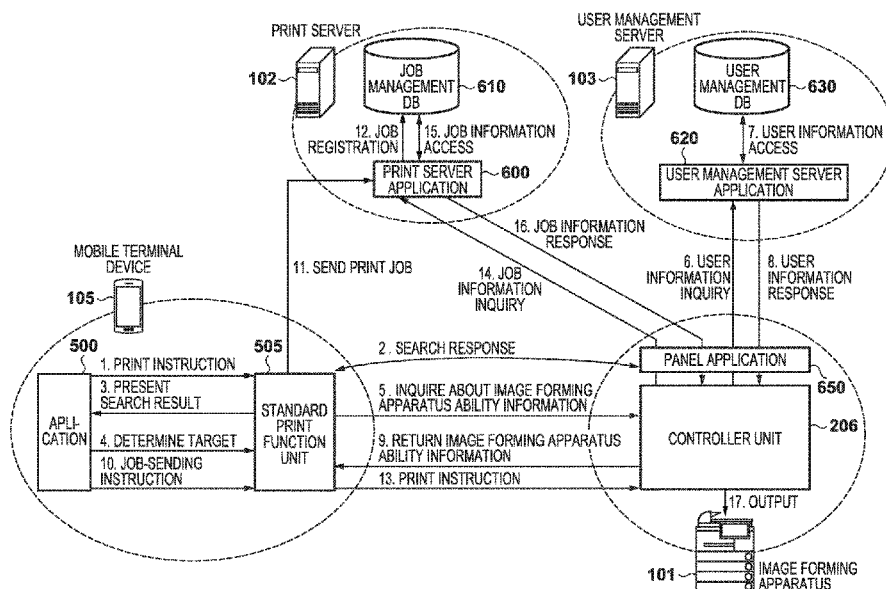 PRINT SERVER
102
JOB
MANAGEMENT
DB
610
12. JOB
REGISTRATION
15. JOB INFORMATION
ACCESS
PRINT SERVER
APPLICATION
600
USER MANAGEMENT
SERVER
103
USER
MANAGEMENT
DB
630
7. USER INFORMATION
ACCESS
620
USER MANAGEMENT SERVER
APPLICATION
16. JOB INFORMATION
RESPONSE
14. JOB
INFORMATION
INQUIRY
6. USER
INFORMATION
INQUIRY
8. USER
INFORMATION
RESPONSE
11. SEND PRINT JOB
MOBILE TERMINAL
DEVICE
105
500
1. PRINT INSTRUCTION
505
2. SEARCH RESPONSE
PANEL APPLICATION
650
3. PRESENT
SEARCH RESULT
APLI-
CATION
STANDARD
PRINT
FUNCTION
UNIT
5. INQUIRE ABOUT IMAGE FORMING
APPARATUS ABILITY INFORMATION
CONTROLLER UNIT
206
4. DETERMINE TARGET
9. RETURN IMAGE FORMING APPARATUS
ABILITY INFORMATION
10. JOB-SENDING
INSTRUCTION
13. PRINT INSTRUCTION
17. OUTPUT
101
IMAGE FORMING
APPARATUS